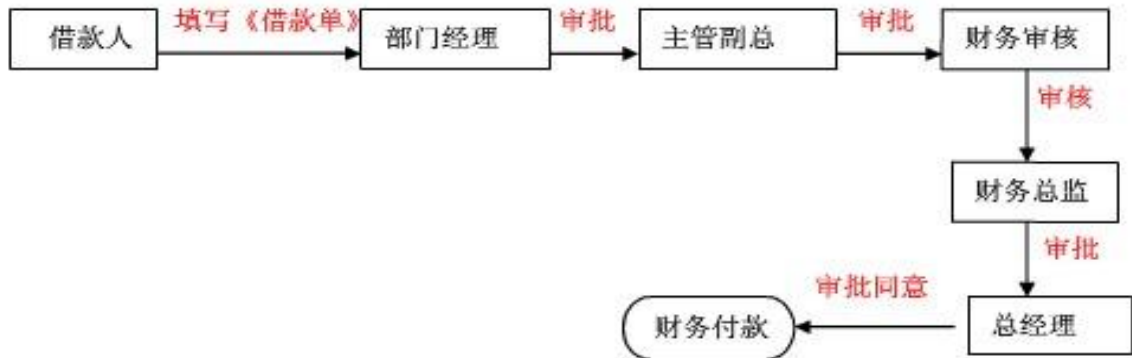 借款人
填写《借款单》
部门经理
审批
主管副总
审批
财务审核
审核
财务总监
审批
总经理
审批同意
财务付款